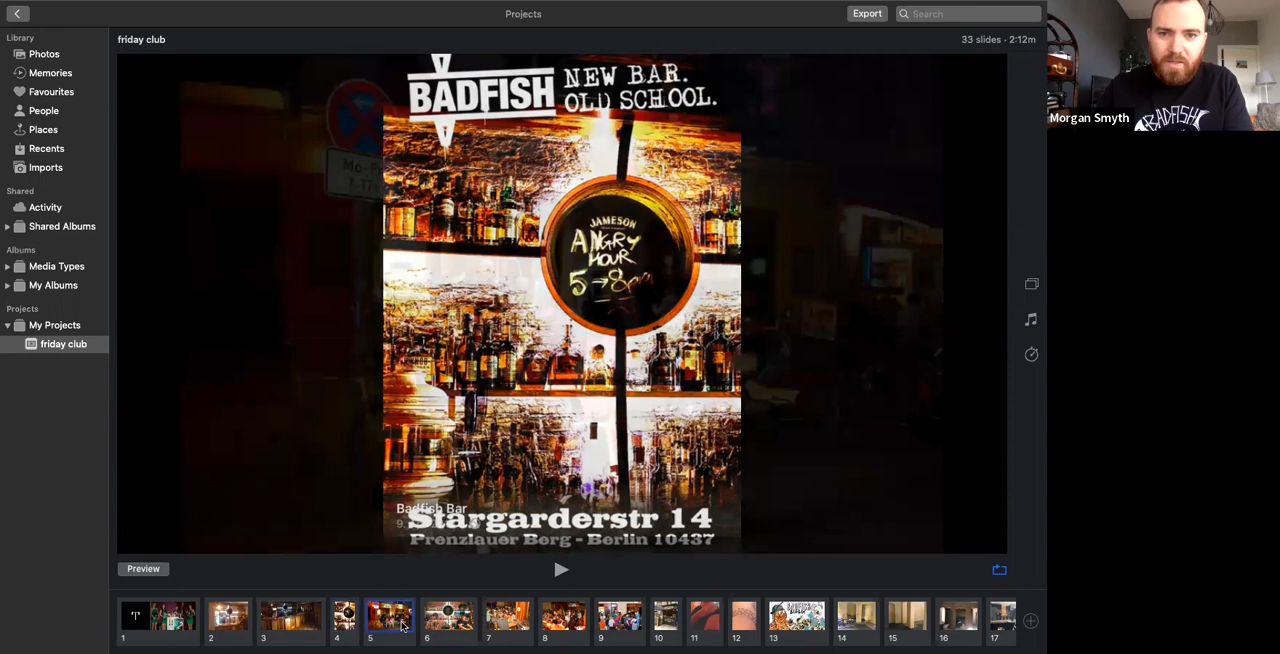 Projects
Export
Search
Library
Photos
Memories
Favourites
People
Places
Recents
Imports
Shared
Activity
Shared Albums
Albums
Media Types
My Albums
Projects
My Projects
friday club
friday club
33 slides · 2:12m
BADFISH
NEW BAR.
OLD SCHOOL.
JAMESON
ANGRY
HOUR
5→8pm
Badfish Bar
Stargarderstr 14
Prenzlauer Berg - Berlin 10437
Preview
T
1
2
3
4
5
6
7
8
9
10
11
12
13
14
15
16
17
Morgan Smyth
BADFISH